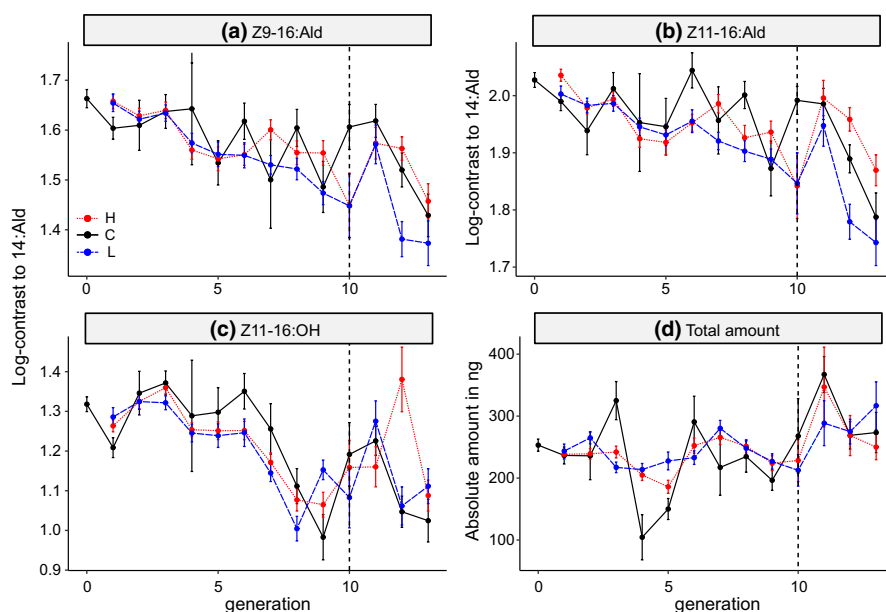 (a) Z9-16:Ald
(b) Z11-16:Ald
Log-contrast to 14:Ald
1.7
1.6
1.5
1.4
H
C
L
0
5
10
Log-contrast to 14:Ald
2.0
1.9
1.8
1.7
0
5
10
Log-contrast to 14:Ald
(c) Z11-16:OH
(d) Total amount
1.4
1.3
1.2
1.1
1.0
0.9
0
5
10
generation
Absolute amount in ng
400
300
200
100
0
5
10
generation